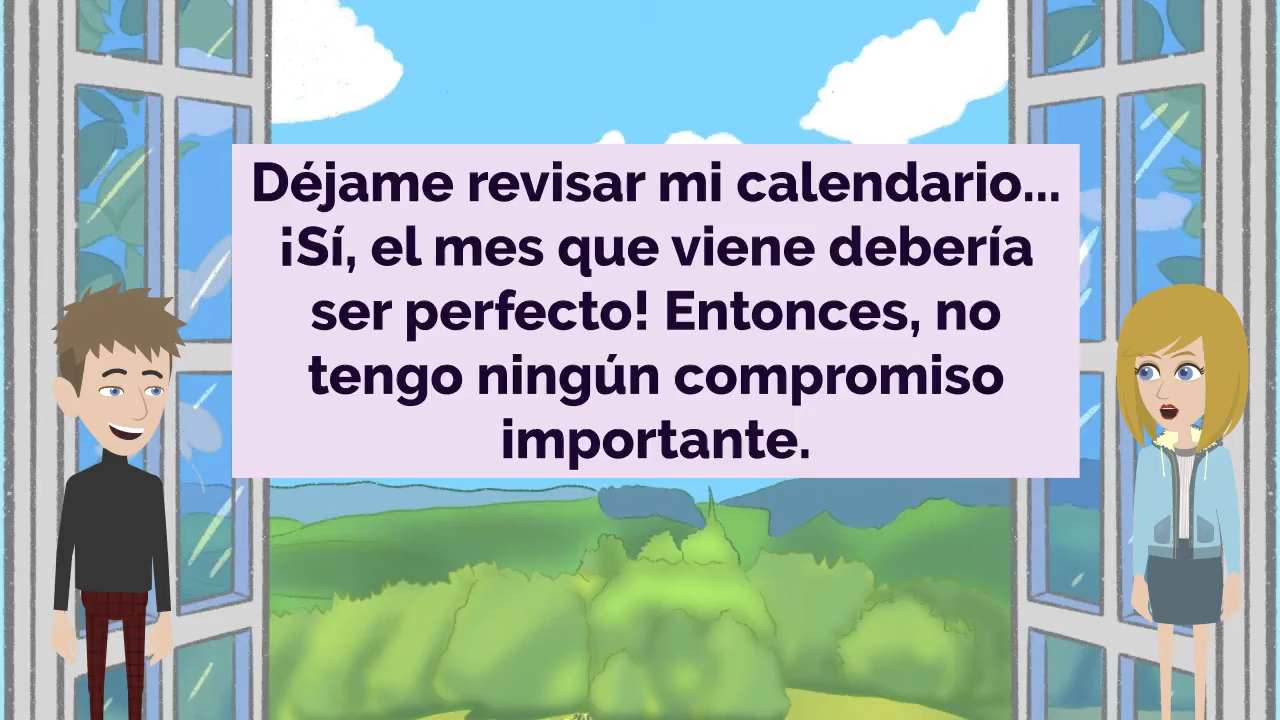 Déjame revisar mi calendario...
¡Sí, el mes que viene debería
ser perfecto! Entonces, no
tengo ningún compromiso
importante.